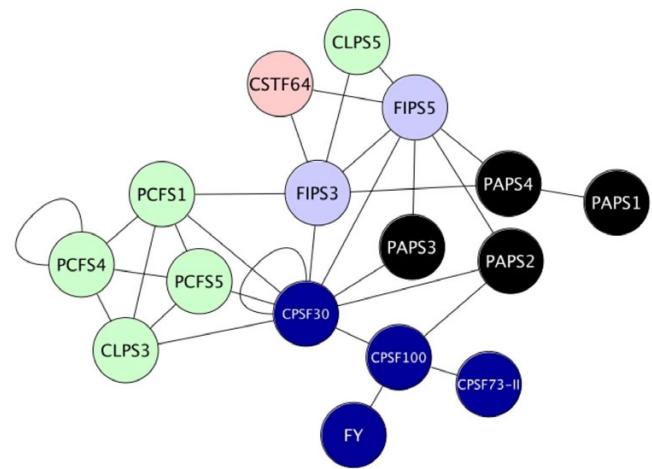 CLPS5
CSTF64
FIPS5
PCFS1
FIPS3
PAPS4
PAPS1
PAPS3
PAPS2
PCFS4
PCFS5
CPSF30
CLPS3
CPSF100
CPSF73-II
FY